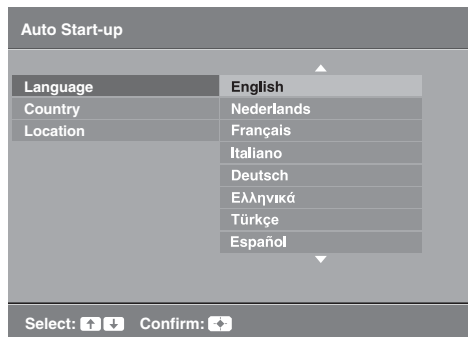 Auto Start-up
Language
Country
Location
English
Nederlands
Français
Italiano
Deutsch
Ελληνικά
Türkçe
Español
Select: Confirm: